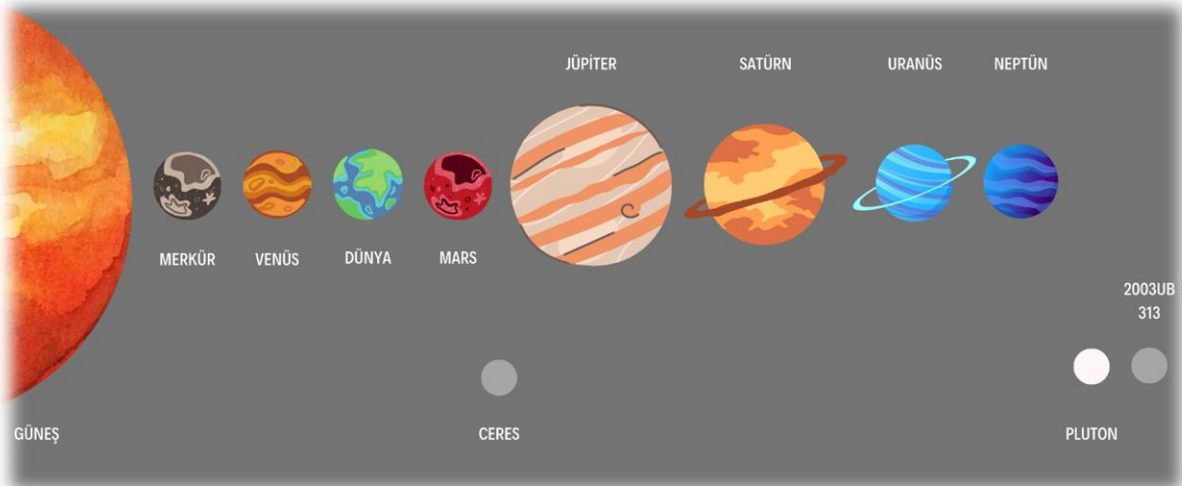 JÜPİTER
SATÜRN
URANÜS
NEPTÜN
MERKÜR
VENÜS
DÜNYA
MARS
2003UB
313
GÜNEŞ
CERES
PLUTON